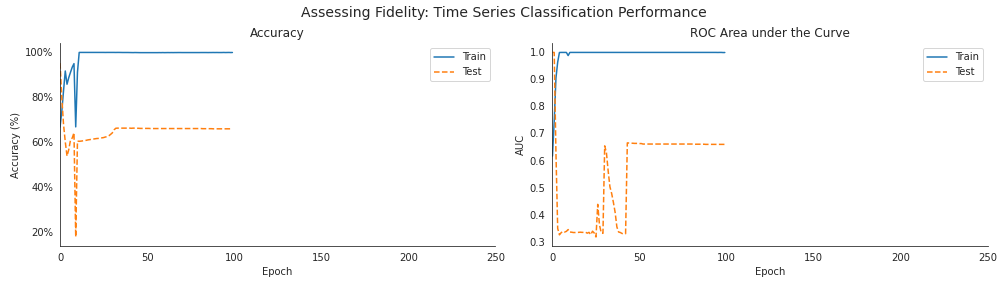 Assessing Fidelity: Time Series Classification Performance
Accuracy
100%
80%
60%
40%
20%
Accuracy (%)
0 50 100 150 200 250
Epoch
Train
Test
ROC Area under the Curve
1.0
0.9
0.8
0.7
0.6
0.5
0.4
0.3
AUC
0 50 100 150 200 250
Epoch
Train
Test